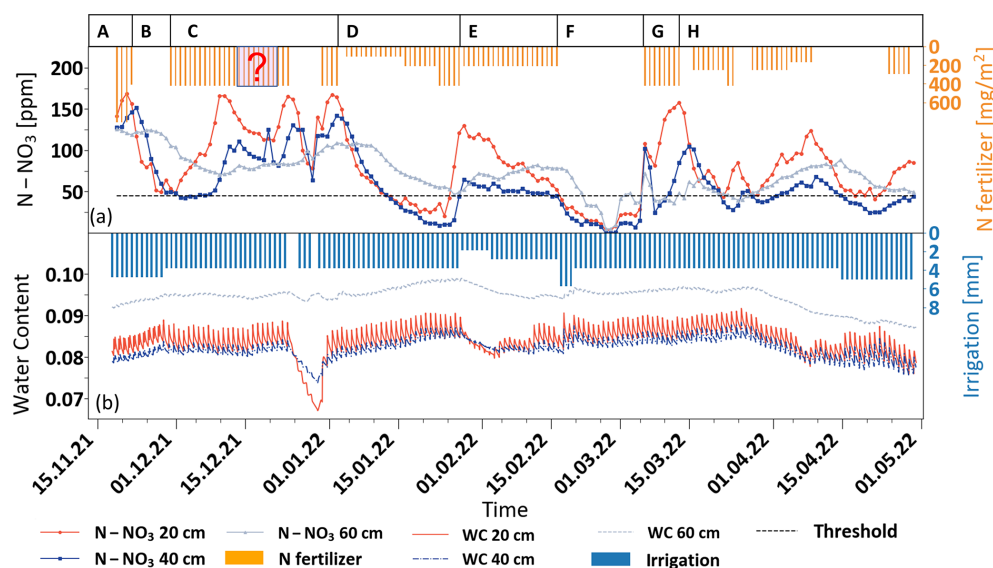 A B C D E F G H
?
200
150
100
50
N – NO₃ [ppm]
(a)
0
200
400
600
N fertilizer [mg/m²]
0.10
0.09
0.08
0.07
Water Content
(b)
0
2
4
6
8
Irrigation [mm]
15.11.21 01.12.21 15.12.21 01.01.22 15.01.22 01.02.22 15.02.22 01.03.22 15.03.22 01.04.22 15.04.22 01.05.22
Time
N – NO₃ 20 cm N – NO₃ 60 cm WC 20 cm WC 60 cm Threshold
N – NO₃ 40 cm N fertilizer WC 40 cm Irrigation